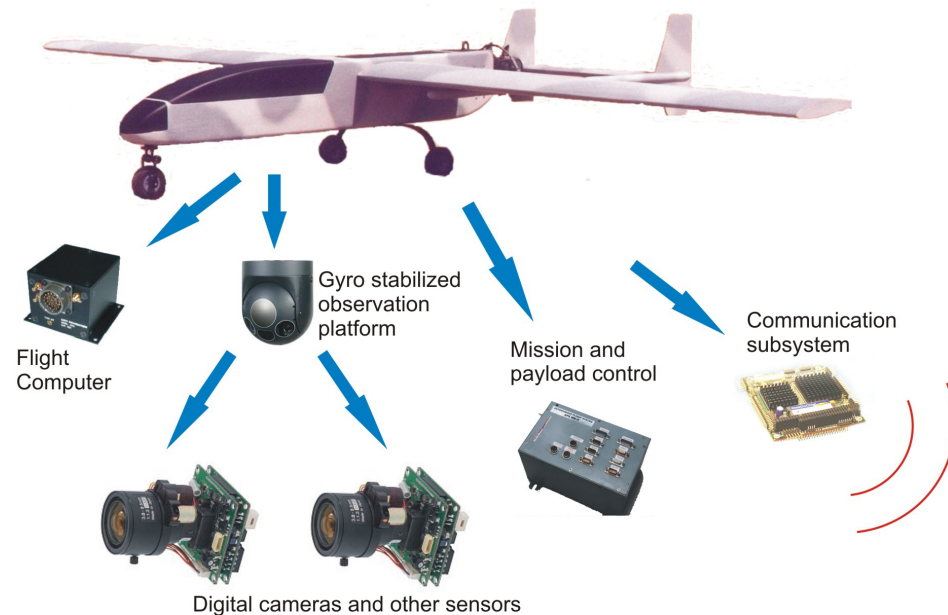 Gyro stabilized
observation
platform
Flight
Computer
Mission and
payload control
Communication
subsystem
Digital cameras and other sensors